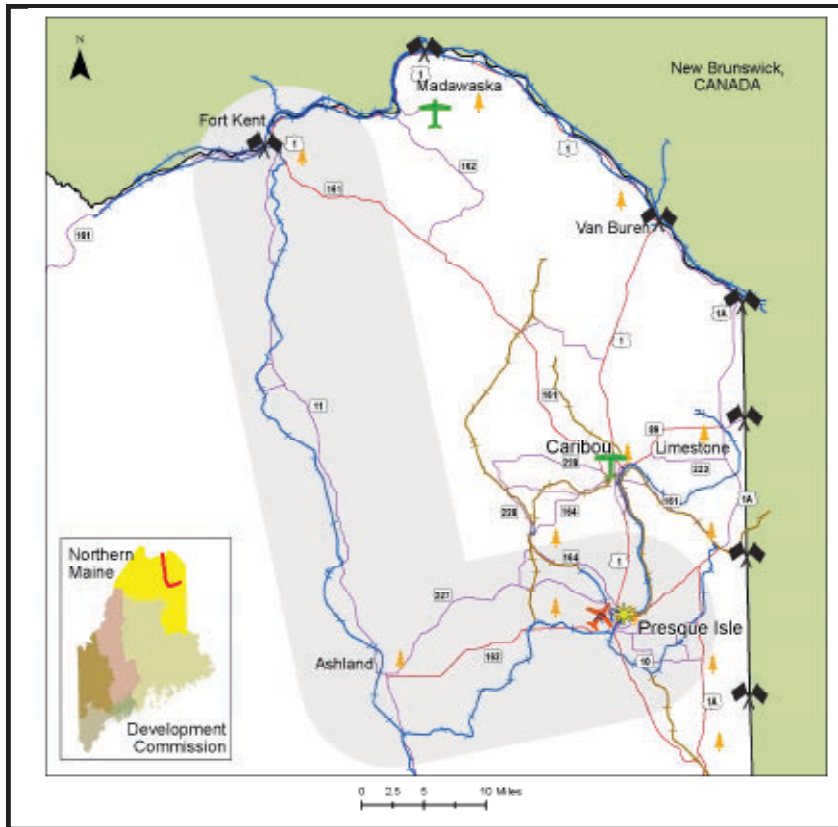 N
New Brunswick,
CANADA
1
Madawaska
Fort Kent
1
162
1
161
161
Van Buren
1A
1
11
161
89
Caribou
Limestone
228
223
161
1A
164
228
164
1
227
Presque Isle
Ashland
163
10
1A
Northern
Maine
Development
Commission
0 2.5 5 10 Miles